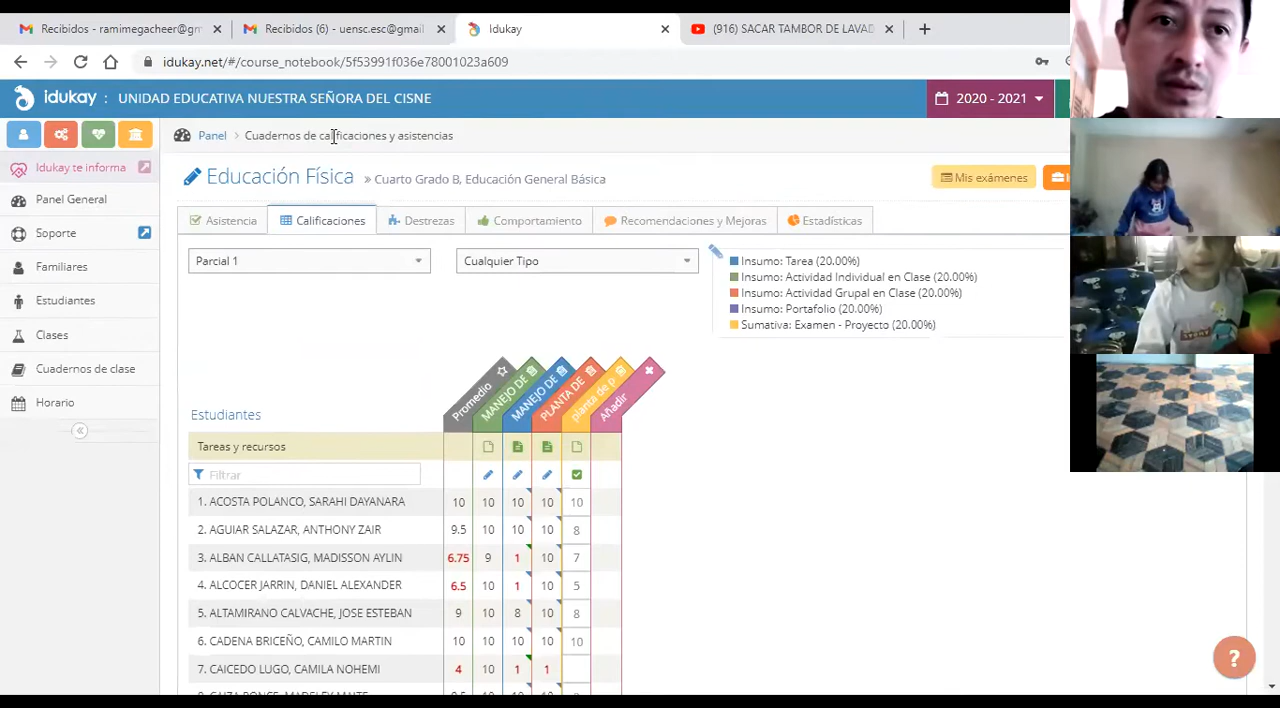 Recibidos - ramimegacheer@gm
Recibidos (6) - uensc.esc@gmail
Idukay
(916) SACAR TAMBOR DE LAVAD
idukay.net/#/course_notebook/5f53991f036e78001023a609
idukay : UNIDAD EDUCATIVA NUESTRA SEÑORA DEL CISNE
2020 - 2021
Idukay te informa
Panel General
Soporte
Familiares
Estudiantes
Clases
Cuadernos de clase
Horario
Panel > Cuadernos de calificaciones y asistencias
Educación Física » Cuarto Grado B, Educación General Básica
Mis exámenes
Asistencia
Calificaciones
Destrezas
Comportamiento
Recomendaciones y Mejoras
Estadísticas
Parcial 1
Cualquier Tipo
Insumo: Tarea (20.00%)
Insumo: Actividad Individual en Clase (20.00%)
Insumo: Actividad Grupal en Clase (20.00%)
Insumo: Portafolio (20.00%)
Sumativa: Examen - Proyecto (20.00%)
Promedio
MANEJO DE
MANEJO DE
PLANTA DE
planta de p
Añadir
Estudiantes
Tareas y recursos
Filtrar
1. ACOSTA POLANCO, SARAHI DAYANARA 10 10 10 10 10
2. AGUIAR SALAZAR, ANTHONY ZAIR 9.5 10 10 10 8
3. ALBAN CALLATASIG, MADISSON AYLIN 6.75 9 1 10 7
4. ALCOCER JARRIN, DANIEL ALEXANDER 6.5 10 1 10 5
5. ALTAMIRANO CALVACHE, JOSE ESTEBAN 9 10 8 10 8
6. CADENA BRICEÑO, CAMILO MARTIN 10 10 10 10 10
7. CAICEDO LUGO, CAMILA NOHEMI 4 10 1 1
?